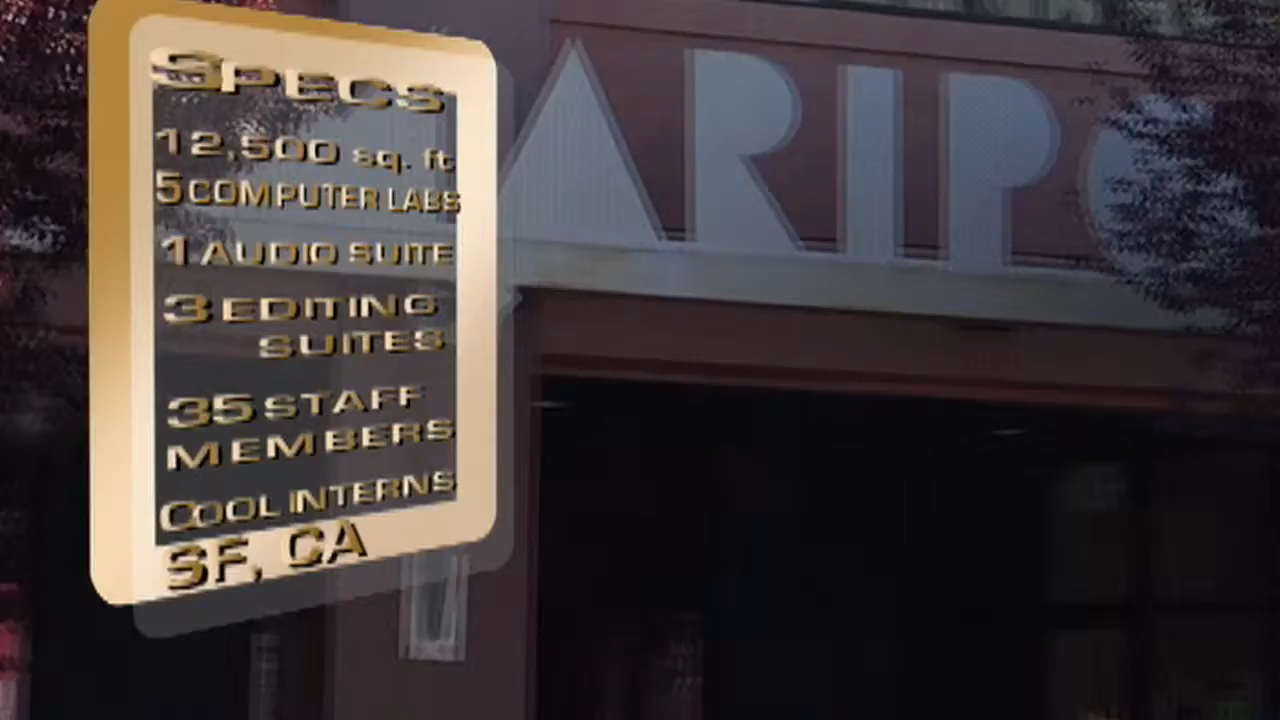 SPECS
12,500 sq. ft
5 COMPUTER LABS
1 AUDIO SUITE
3 EDITING
SUITES
35 STAFF
MEMBERS
COOL INTERNS
SF, CA
ARIPO